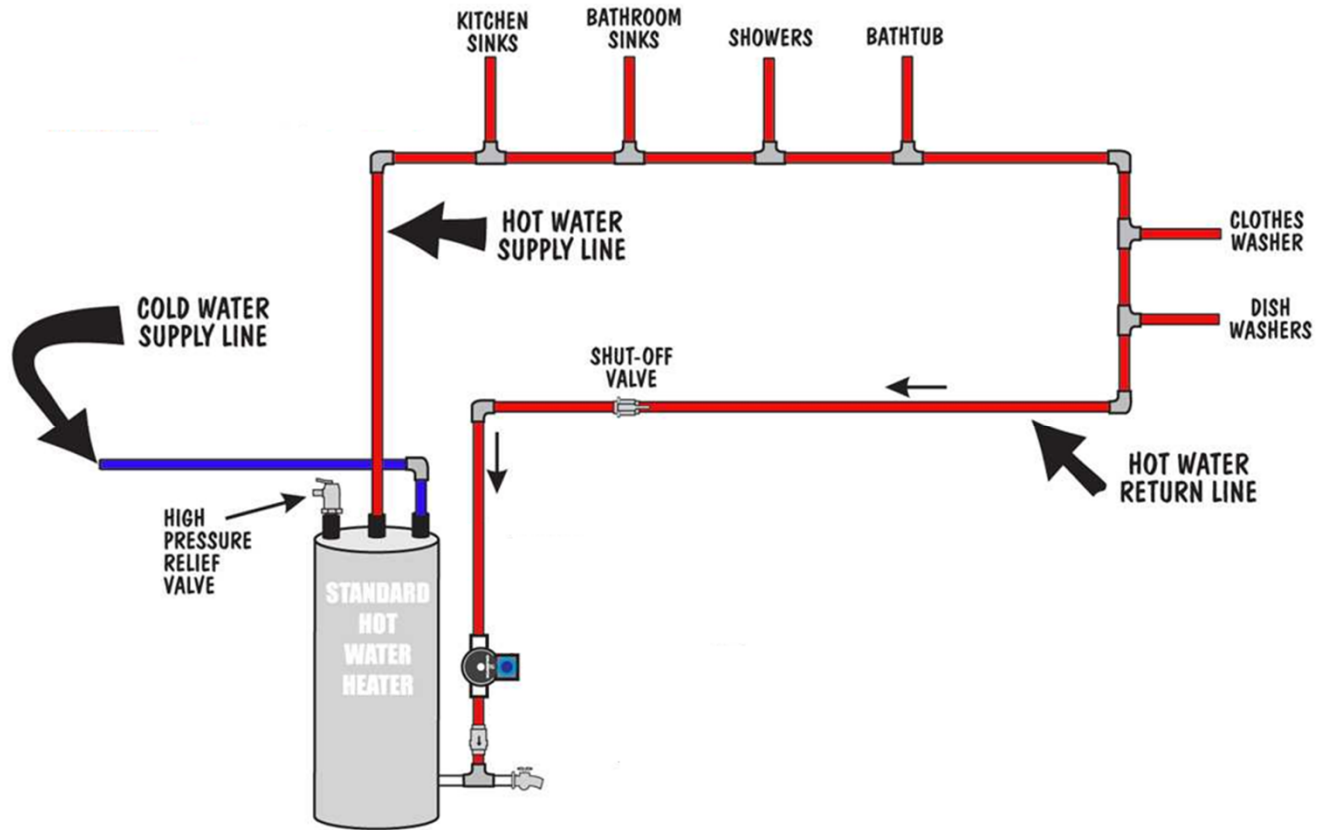 KITCHEN
SINKS
BATHROOM
SINKS
SHOWERS
BATHTUB
HOT WATER
SUPPLY LINE
CLOTHES
WASHER
COLD WATER
SUPPLY LINE
DISH
WASHERS
SHUT-OFF
VALVE
HOT WATER
RETURN LINE
HIGH
PRESSURE
RELIEF
VALVE
STANDARD
HOT
WATER
HEATER